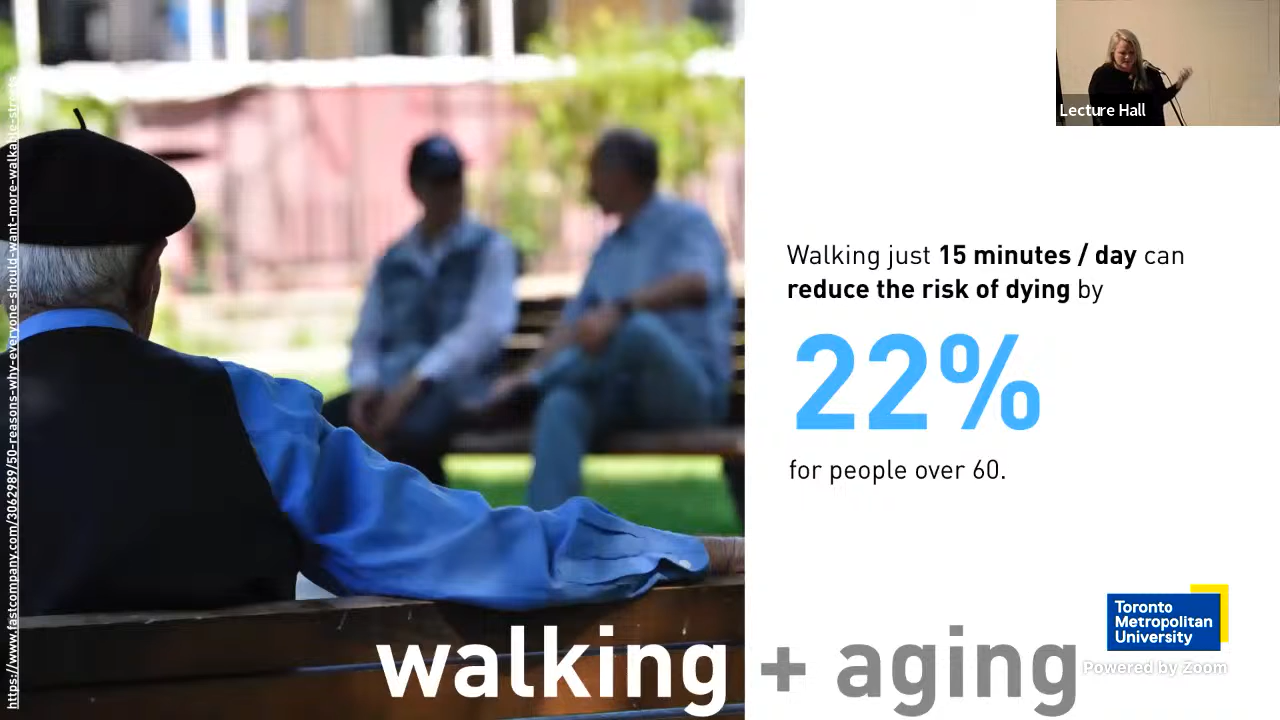 https://www.fastcompany.com/3062989/50-reasons-why-everyone-should-want-more-walkable-streets
Lecture Hall
Walking just 15 minutes / day can
reduce the risk of dying by
22%
for people over 60.
walking + aging
Toronto
Metropolitan
University
Powered by Zoom